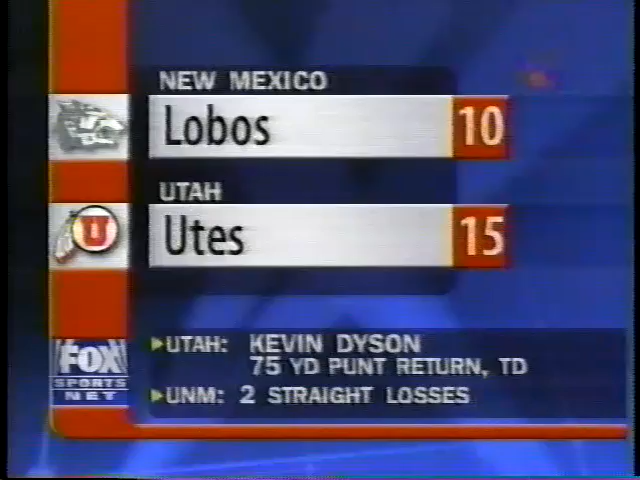 NEW MEXICO
Lobos 10
UTAH
U
Utes 15
UTAH: KEVIN DYSON
75 YD PUNT RETURN, TD
UNM: 2 STRAIGHT LOSSES
FOX
SPORTS
NET